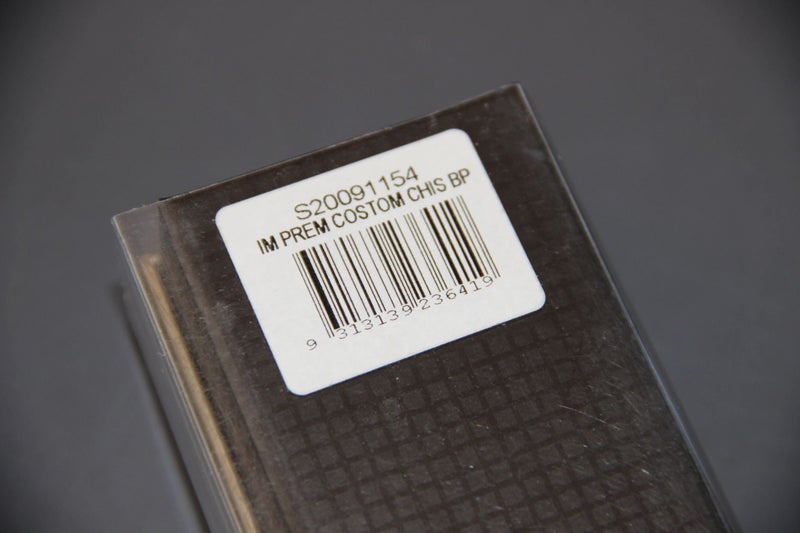 S20091154
IM PREM COSTOM CHIS BP
9 313139 236419